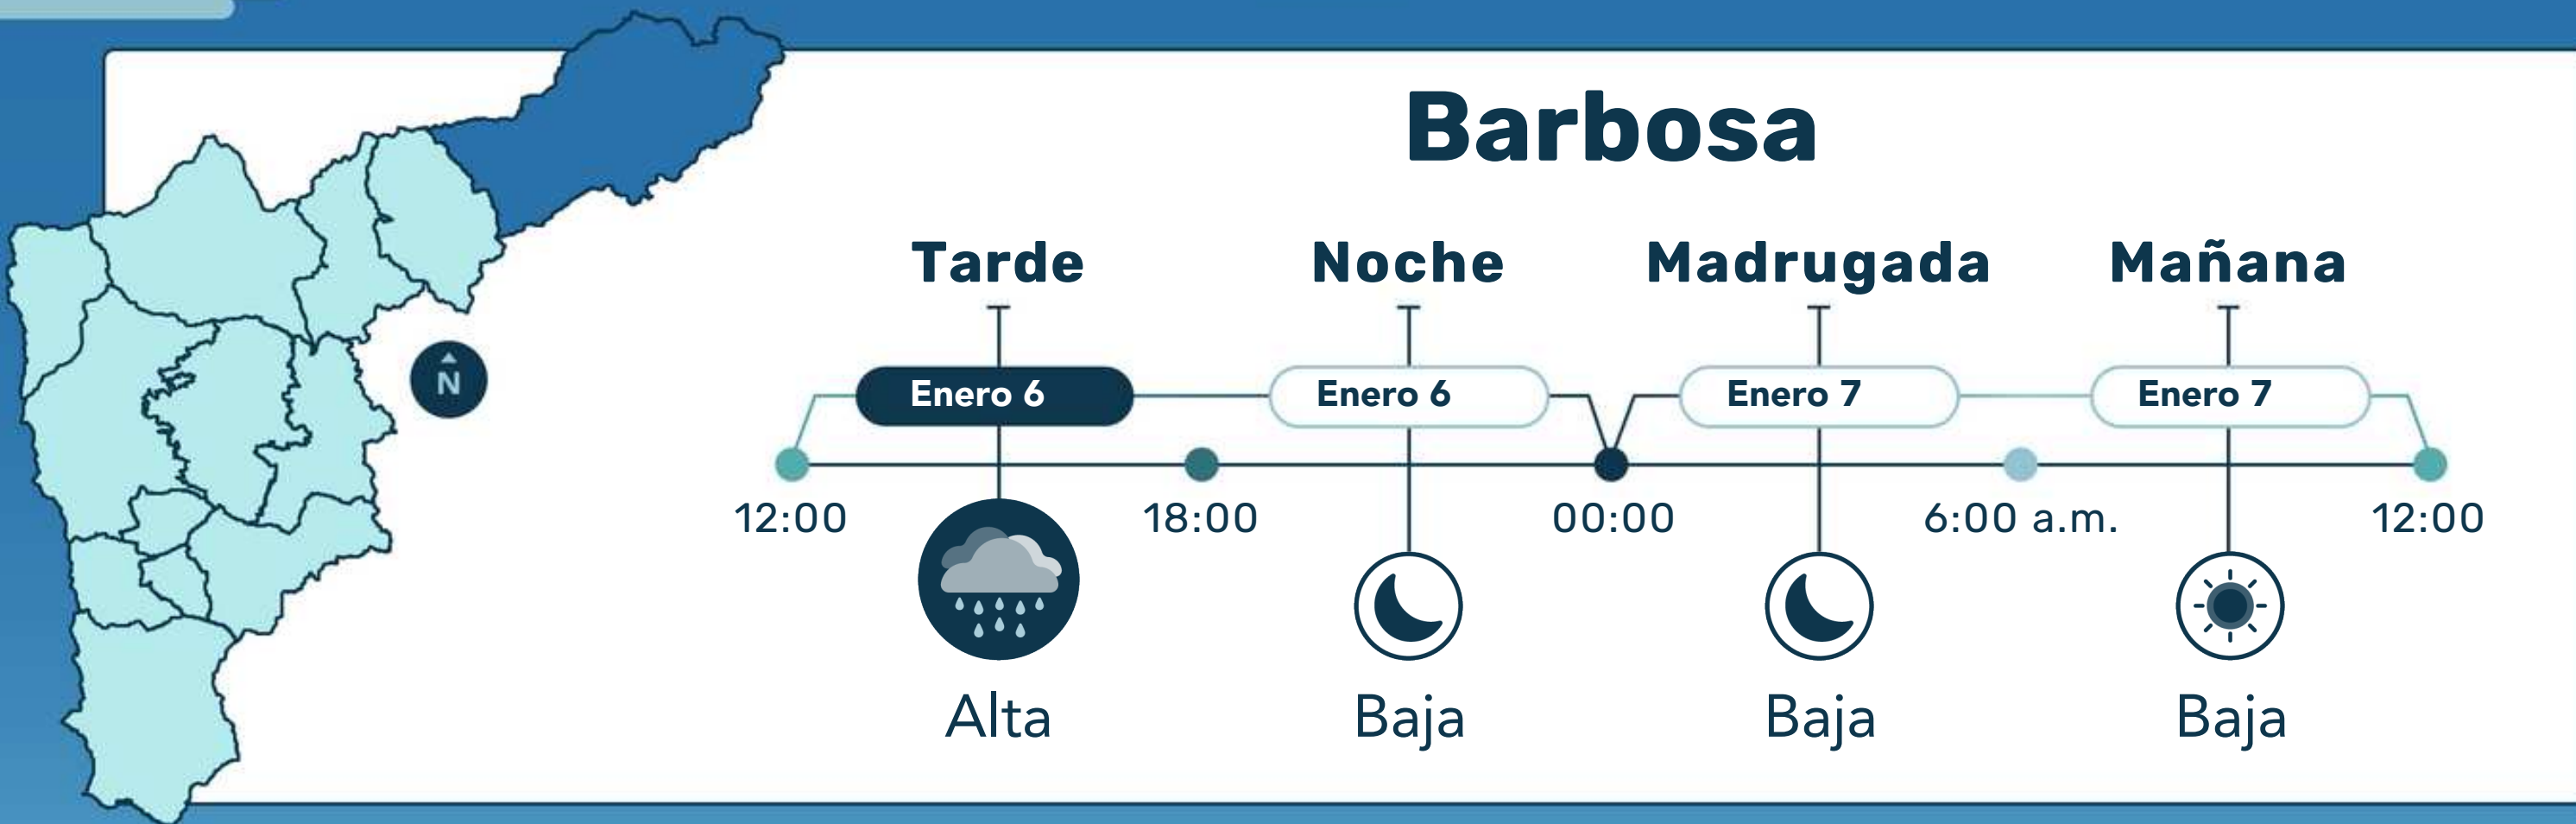 Barbosa
Tarde
Noche
Madrugada
Mañana
N
Enero 6
Enero 6
Enero 7
Enero 7
12:00
18:00
00:00
6:00 a.m.
12:00
Alta
Baja
Baja
Baja